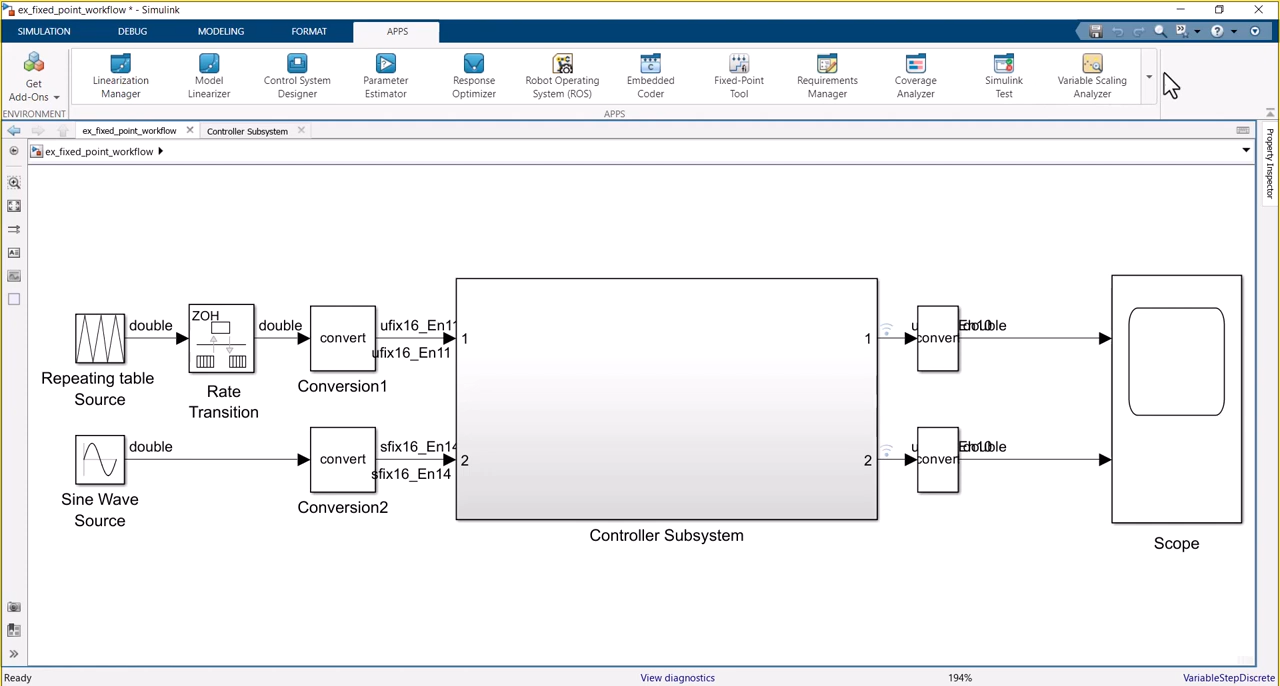 ex_fixed_point_workflow * - Simulink
SIMULATION DEBUG MODELING FORMAT APPS
Get Add-Ons
Linearization Manager
Model Linearizer
Control System Designer
Parameter Estimator
Response Optimizer
Robot Operating System (ROS)
Embedded Coder
Fixed-Point Tool
Requirements Manager
Coverage Analyzer
Simulink Test
Variable Scaling Analyzer
ENVIRONMENT APPS
ex_fixed_point_workflow Controller Subsystem
ex_fixed_point_workflow
Property Inspector
double
Repeating table
Source
ZOH
double
Rate
Transition
convert
Conversion1
ufix16_En11
ufix16_En11
1
1
convert
double
double
Sine Wave
Source
convert
Conversion2
sfix16_En14
sfix16_En14
2
2
convert
double
Controller Subsystem
Scope
Ready View diagnostics 194% VariableStepDiscrete